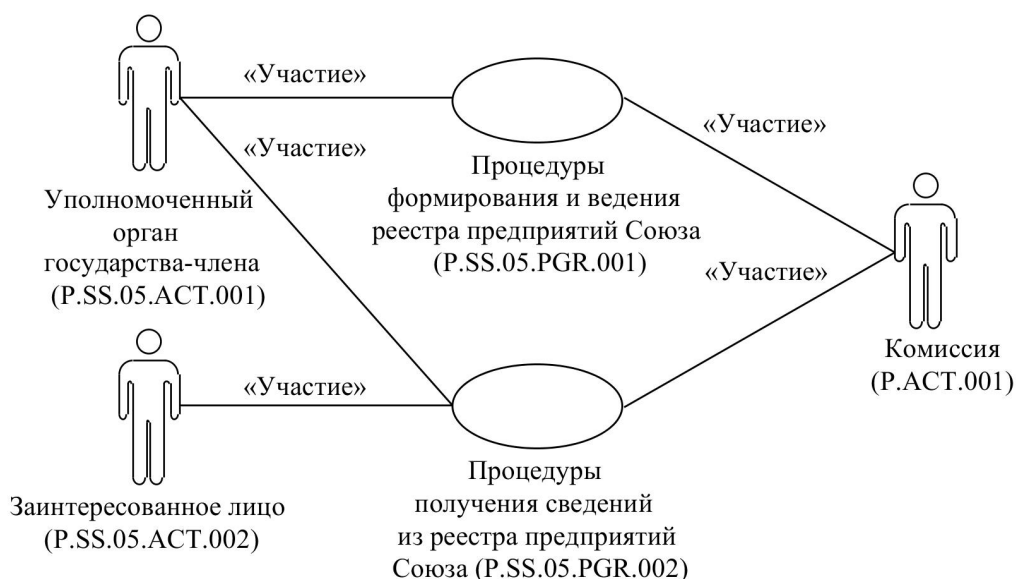 «Участие»
«Участие»
«Участие»
Процедуры
формирования и ведения
реестра предприятий Союза
(P.SS.05.PGR.001)
Уполномоченный
орган
государства-члена
(P.SS.05.ACT.001)
«Участие»
Комиссия
(P.ACT.001)
«Участие»
Процедуры
получения сведений
из реестра предприятий
Союза (P.SS.05.PGR.002)
Заинтересованное лицо
(P.SS.05.ACT.002)